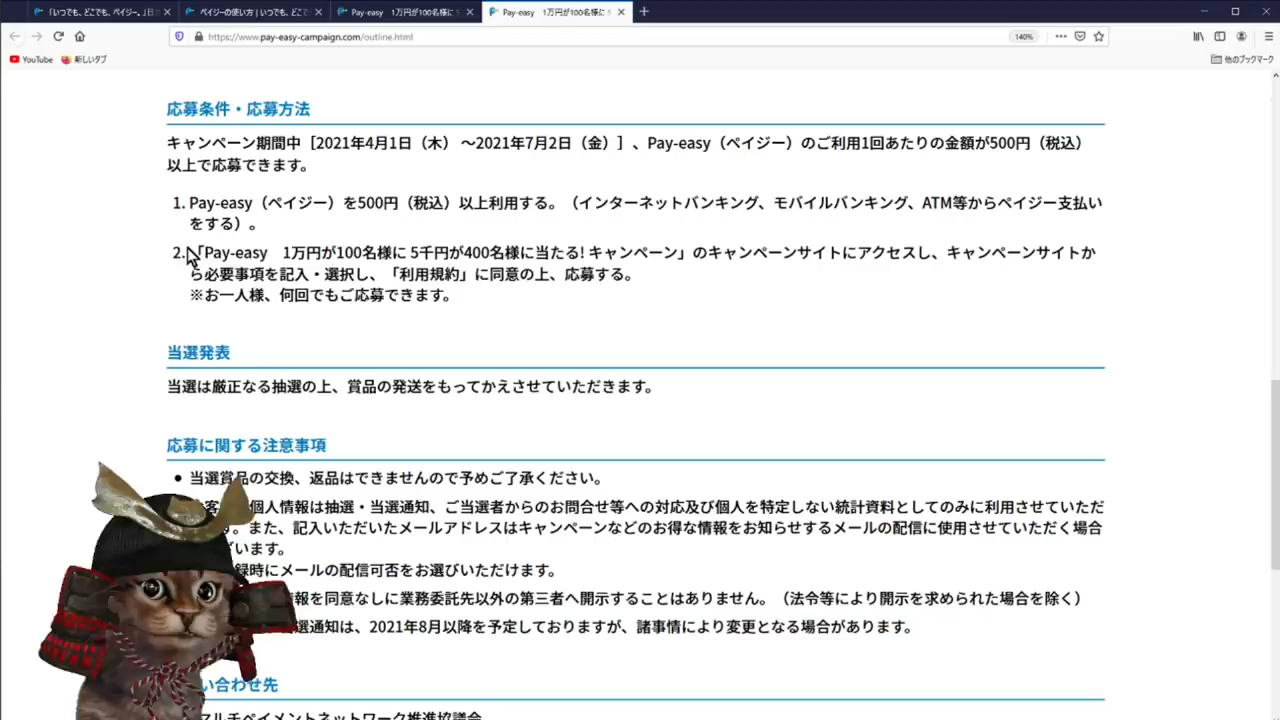 「いつでも、どこでも、ペイジー。」日
ペイジーの使い方 | いつでも、どこで
Pay-easy 1万円が100名様に 5
Pay-easy 1万円が100名様に 5
https://www.pay-easy-campaign.com/outline.html
140%
YouTube
新しいタブ
他のブックマーク
応募条件・応募方法
キャンペーン期間中［2021年4月1日（木）～2021年7月2日（金）］、Pay-easy（ペイジー）のご利用1回あたりの金額が500円（税込）
以上で応募できます。
1. Pay-easy（ペイジー）を500円（税込）以上利用する。（インターネットバンキング、モバイルバンキング、ATM等からペイジー支払い
をする）。
2. 「Pay-easy 1万円が100名様に 5千円が400名様に当たる! キャンペーン」のキャンペーンサイトにアクセスし、キャンペーンサイトか
ら必要事項を記入・選択し、「利用規約」に同意の上、応募する。
※お一人様、何回でもご応募できます。
当選発表
当選は厳正なる抽選の上、賞品の発送をもってかえさせていただきます。
応募に関する注意事項
● 当選賞品の交換、返品はできませんので予めご了承ください。
個人情報は抽選・当選通知、ご当選者からのお問合せ等への対応及び個人を特定しない統計資料としてのみに利用させていただ
。また、記入いただいたメールアドレスはキャンペーンなどのお得な情報をお知らせするメールの配信に使用させていただく場合
ざいます。
録時にメールの配信可否をお選びいただけます。
情報を同意なしに業務委託先以外の第三者へ開示することはありません。（法令等により開示を求められた場合を除く）
選通知は、2021年8月以降を予定しておりますが、諸事情により変更となる場合があります。
い合わせ先
マルチペイメントネットワーク推進協議会